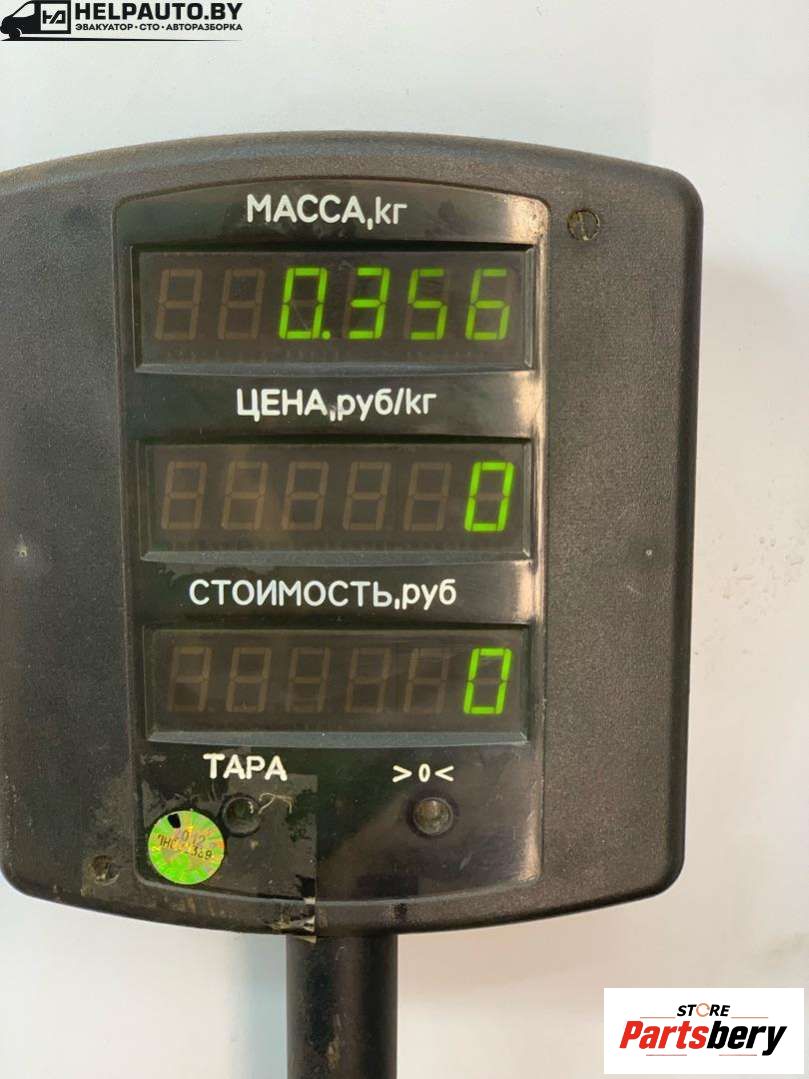 HELPAUTO.BY
ЭВАКУАТОР•СТО•АВТОРАЗБОРКА
МАССА,кг
0.356
ЦЕНА,руб/кг
0
СТОИМОСТЬ,руб
0
ТАРА >0<
STORE
Partsbery